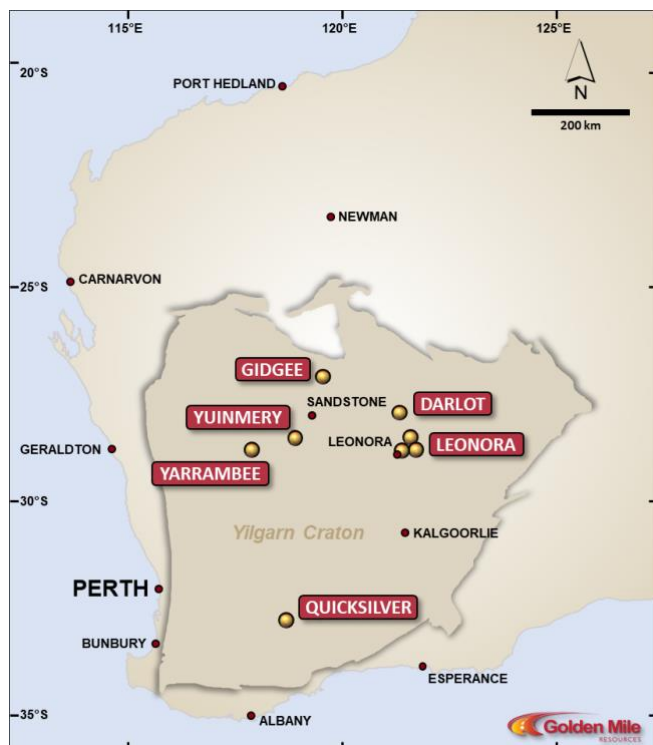 115°E
120°E
125°E
20°S
PORT HEDLAND
N
200 km
NEWMAN
25°S
CARNARVON
GIDGEE
SANDSTONE
DARLOT
YUINMERY
LEONORA
LEONORA
GERALDTON
YARRAMBEE
30°S
Yilgarn Craton
KALGOORLIE
PERTH
QUICKSILVER
BUNBURY
ESPERANCE
35°S
ALBANY
Golden Mile
RESOURCES